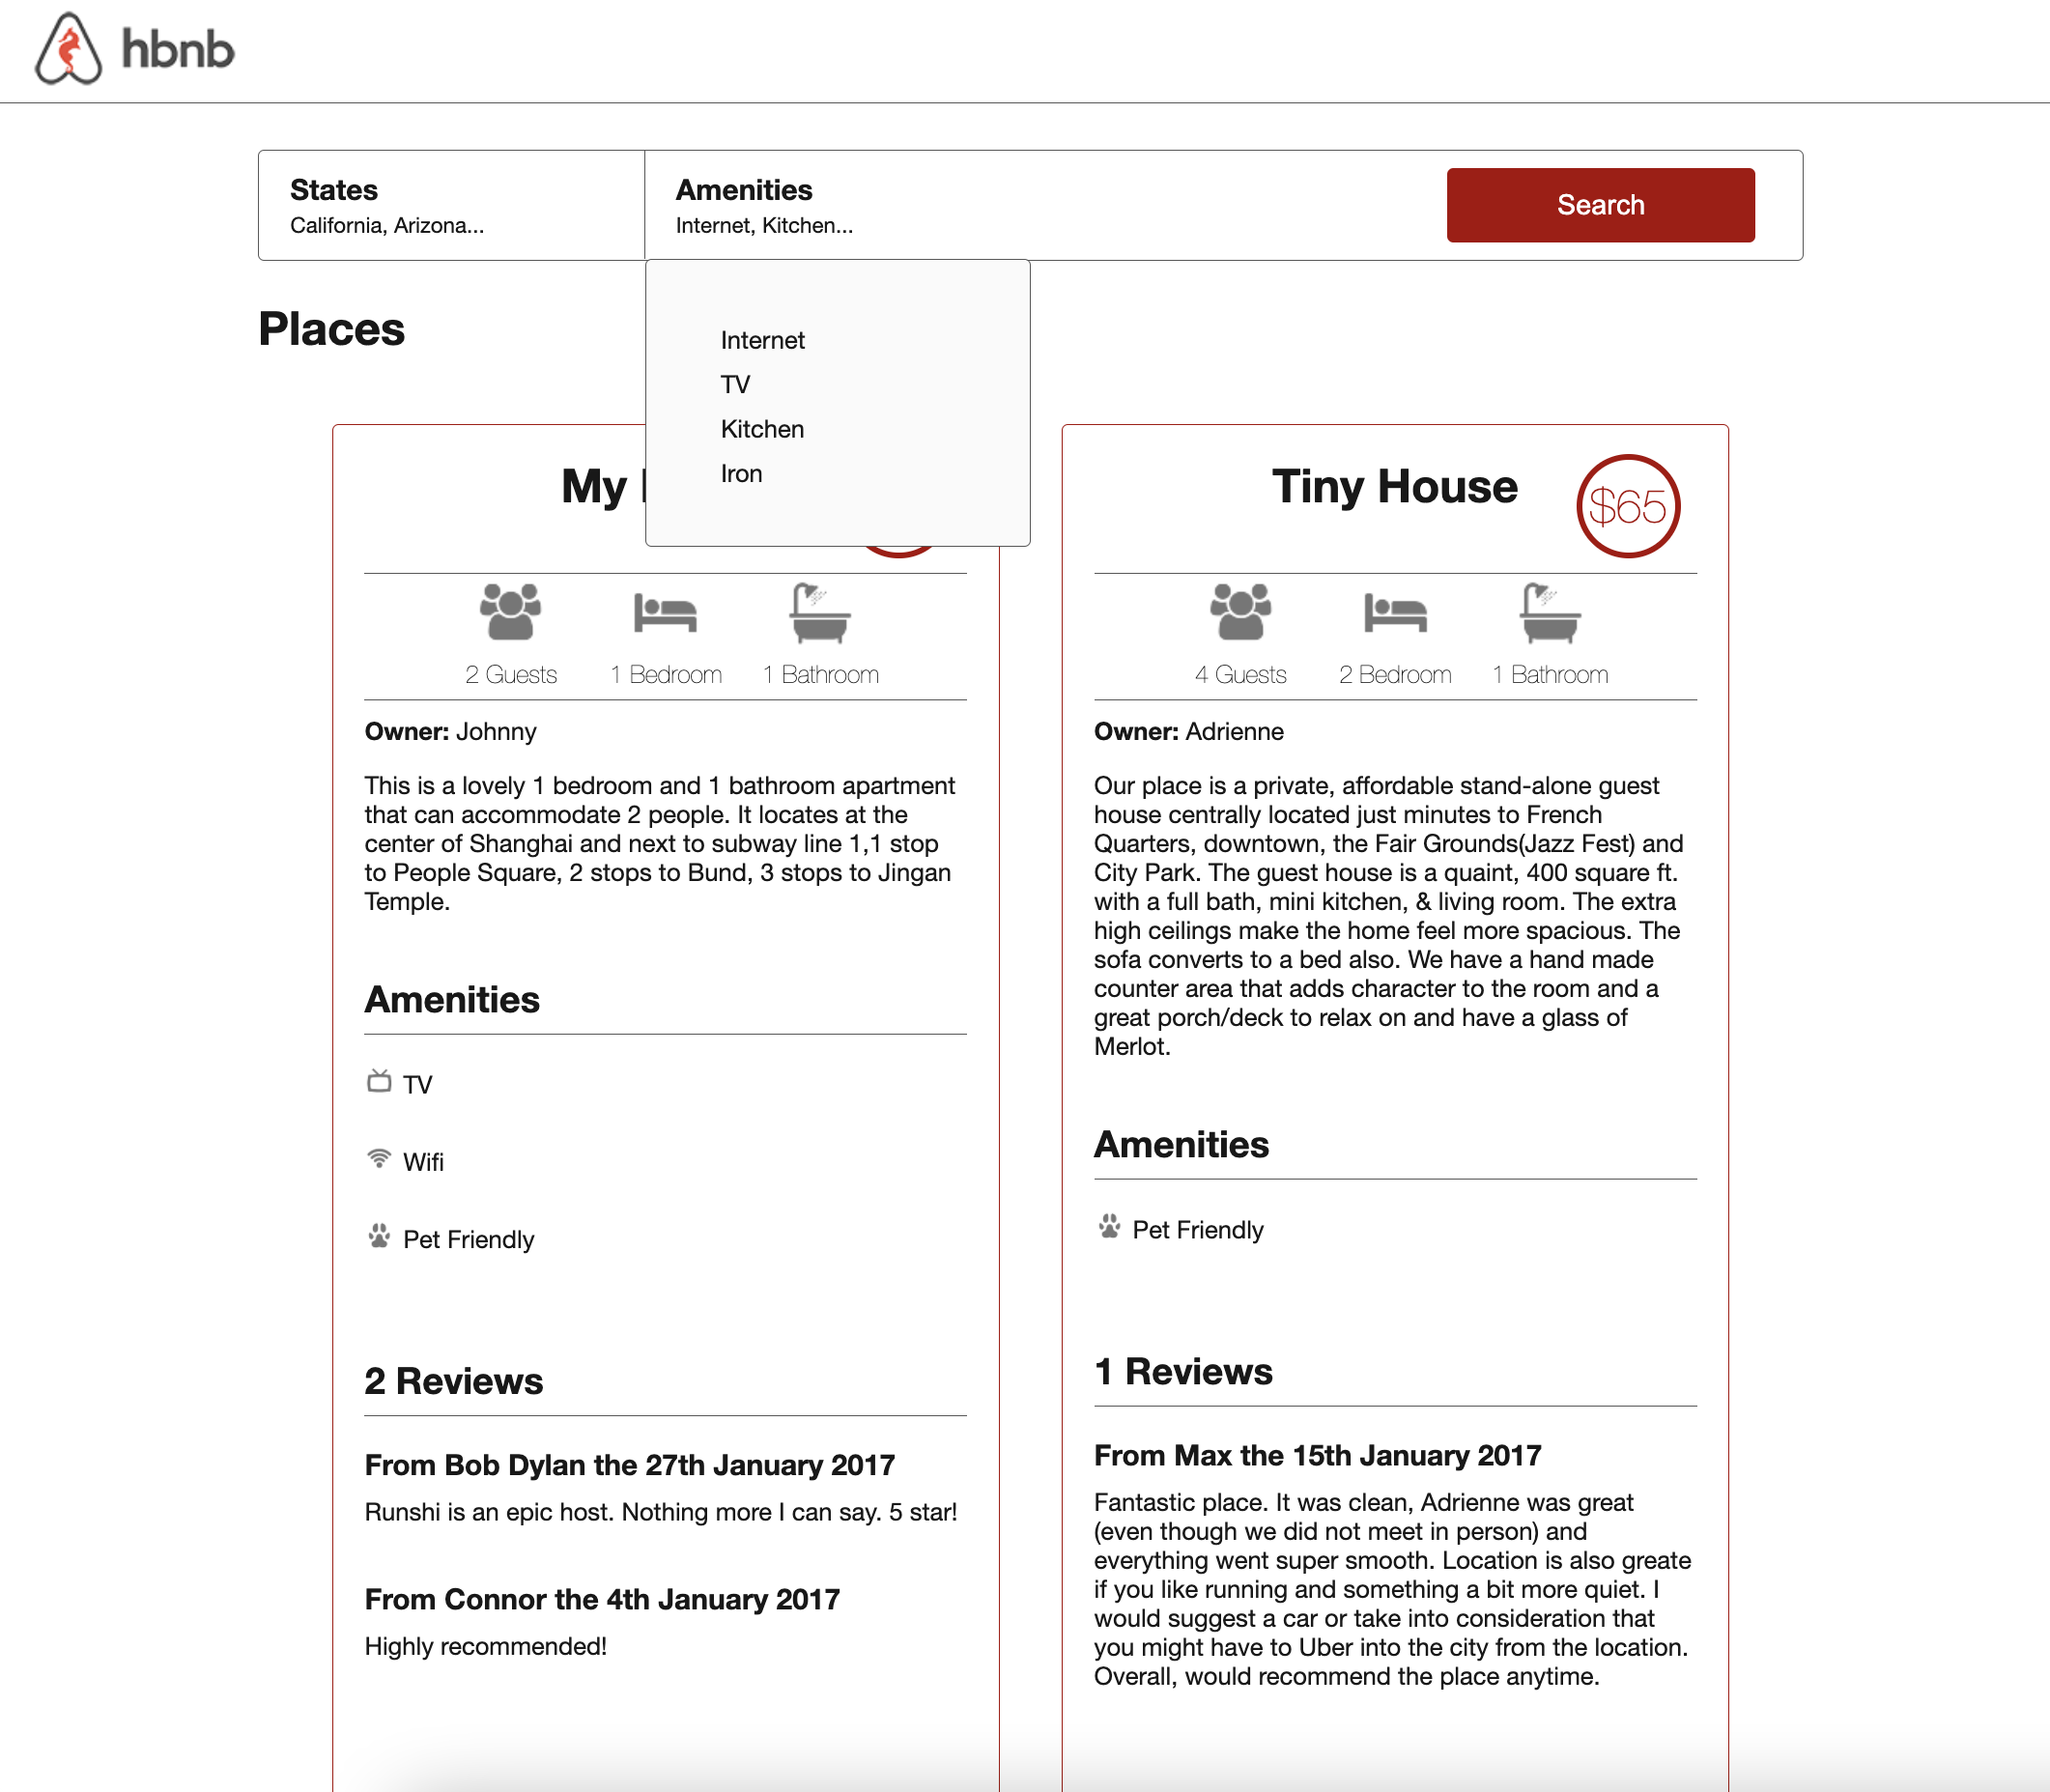 hbnb
States
California, Arizona...
Amenities
Internet, Kitchen...
Search
Internet
TV
Kitchen
Iron
Places
My
2 Guests
1 Bedroom
1 Bathroom
Owner: Johnny
This is a lovely 1 bedroom and 1 bathroom apartment
that can accommodate 2 people. It locates at the
center of Shanghai and next to subway line 1,1 stop
to People Square, 2 stops to Bund, 3 stops to Jingan
Temple.
Amenities
TV
Wifi
Pet Friendly
2 Reviews
From Bob Dylan the 27th January 2017
Runshi is an epic host. Nothing more I can say. 5 star!
From Connor the 4th January 2017
Highly recommended!
Tiny House
$65
4 Guests
2 Bedroom
1 Bathroom
Owner: Adrienne
Our place is a private, affordable stand-alone guest
house centrally located just minutes to French
Quarters, downtown, the Fair Grounds(Jazz Fest) and
City Park. The guest house is a quaint, 400 square ft.
with a full bath, mini kitchen, & living room. The extra
high ceilings make the home feel more spacious. The
sofa converts to a bed also. We have a hand made
counter area that adds character to the room and a
great porch/deck to relax on and have a glass of
Merlot.
Amenities
Pet Friendly
1 Reviews
From Max the 15th January 2017
Fantastic place. It was clean, Adrienne was great
(even though we did not meet in person) and
everything went super smooth. Location is also greate
if you like running and something a bit more quiet. I
would suggest a car or take into consideration that
you might have to Uber into the city from the location.
Overall, would recommend the place anytime.